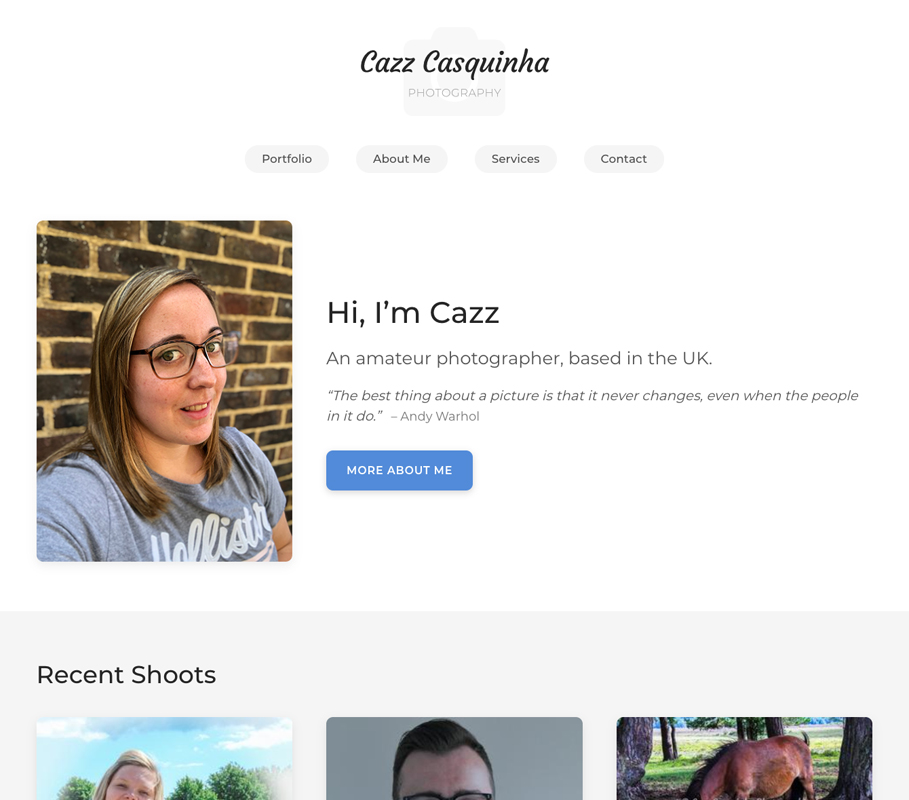 Cazz Casquinha
PHOTOGRAPHY
Portfolio
About Me
Services
Contact
Hi, I’m Cazz
An amateur photographer, based in the UK.
“The best thing about a picture is that it never changes, even when the people
in it do.” – Andy Warhol
MORE ABOUT ME
Hollist
Recent Shoots